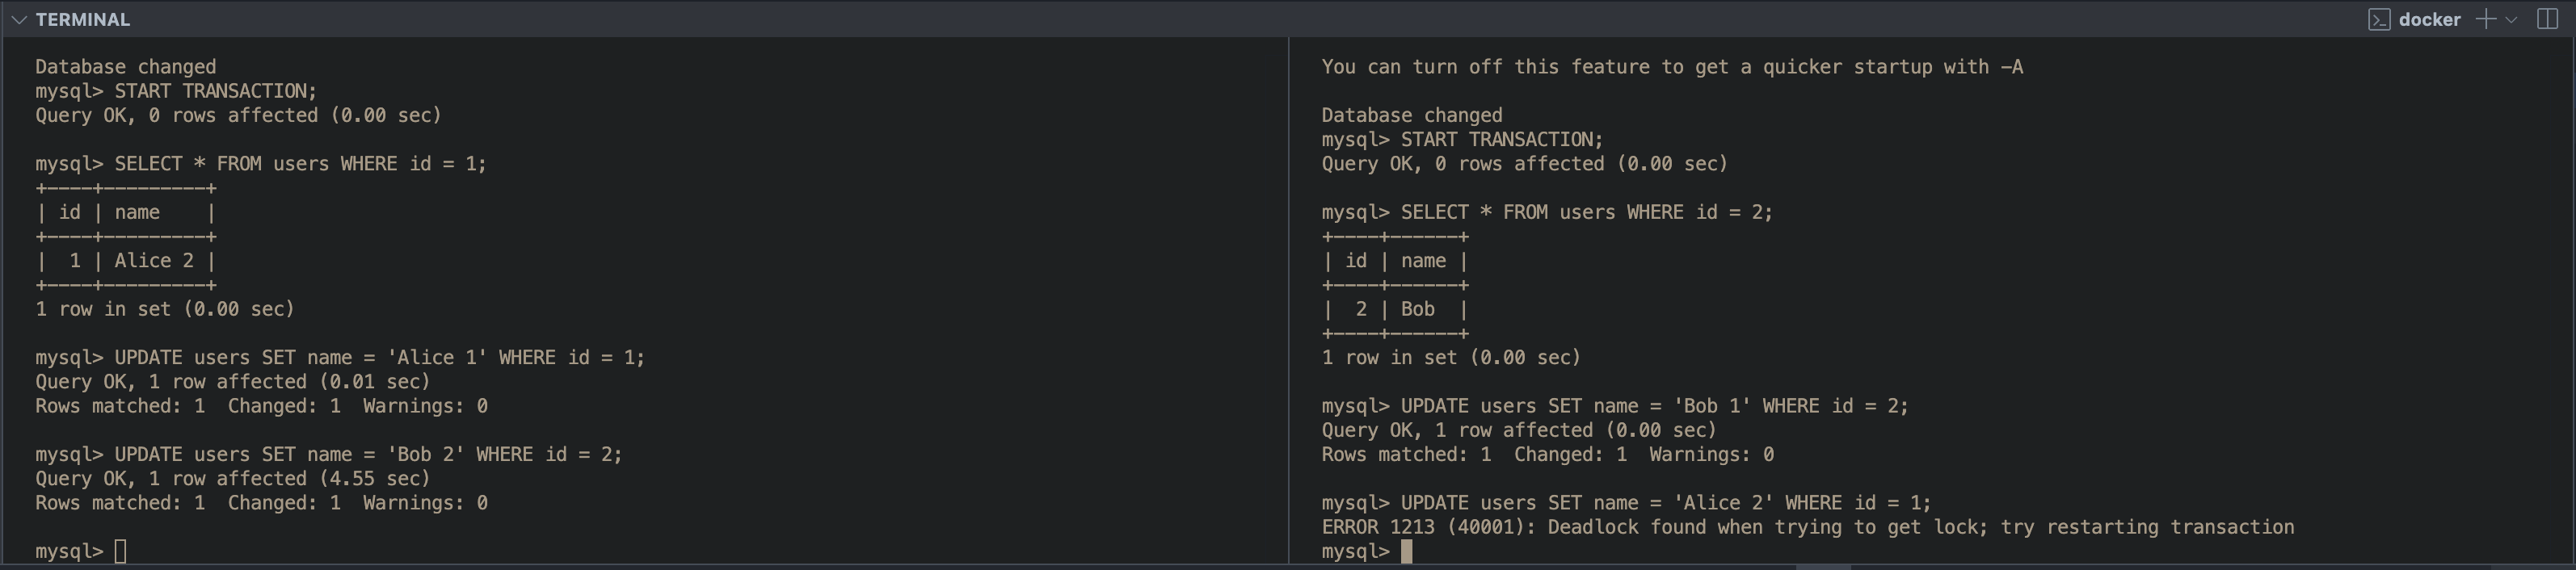 TERMINAL
docker
Database changed
mysql> START TRANSACTION;
Query OK, 0 rows affected (0.00 sec)
mysql> SELECT * FROM users WHERE id = 1;
+----+---------+
| id | name    |
+----+---------+
|  1 | Alice 2 |
+----+---------+
1 row in set (0.00 sec)
mysql> UPDATE users SET name = 'Alice 1' WHERE id = 1;
Query OK, 1 row affected (0.01 sec)
Rows matched: 1  Changed: 1  Warnings: 0
mysql> UPDATE users SET name = 'Bob 2' WHERE id = 2;
Query OK, 1 row affected (4.55 sec)
Rows matched: 1  Changed: 1  Warnings: 0
mysql>
You can turn off this feature to get a quicker startup with -A
Database changed
mysql> START TRANSACTION;
Query OK, 0 rows affected (0.00 sec)
mysql> SELECT * FROM users WHERE id = 2;
+----+------+
| id | name |
+----+------+
|  2 | Bob  |
+----+------+
1 row in set (0.00 sec)
mysql> UPDATE users SET name = 'Bob 1' WHERE id = 2;
Query OK, 1 row affected (0.00 sec)
Rows matched: 1  Changed: 1  Warnings: 0
mysql> UPDATE users SET name = 'Alice 2' WHERE id = 1;
ERROR 1213 (40001): Deadlock found when trying to get lock; try restarting transaction
mysql>